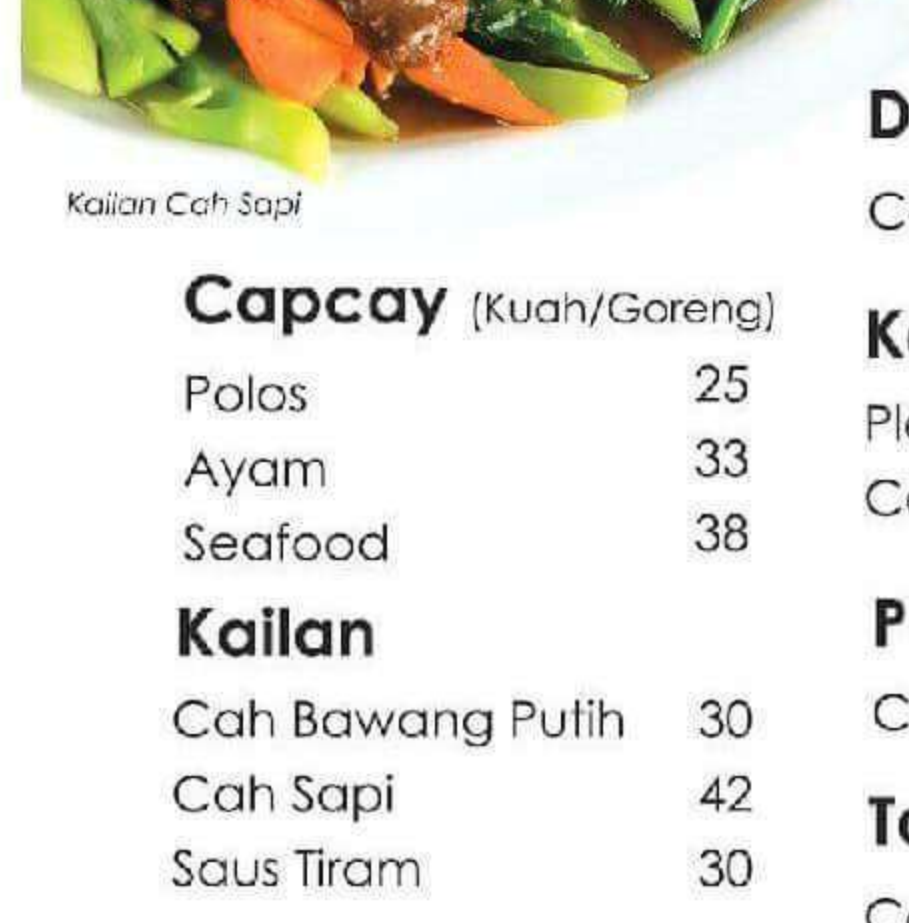 Kailan Cah Sapi
Capcay (Kuah/Goreng)
Polos 25
Ayam 33
Seafood 38
Kailan
Cah Bawang Putih 30
Cah Sapi 42
Saus Tiram 30